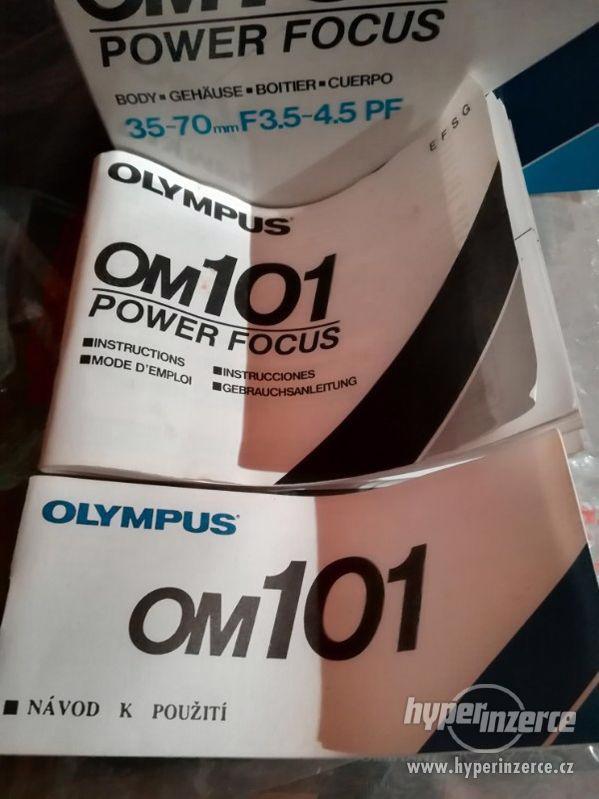 POWER FOCUS
BODY ■ GEHÄUSE ■ BOITIER ■ CUERPO
35-70mm F3.5-4.5 PF
E F S G
OLYMPUS
OM101
POWER FOCUS
■ INSTRUCTIONS
■ MODE D'EMPLOI
■ INSTRUCCIONES
■ GEBRAUCHSANLEITUNG
OLYMPUS
OM101
■ NÁVOD K POUŽITÍ
hyperinzerce
www.hyperinzerce.cz